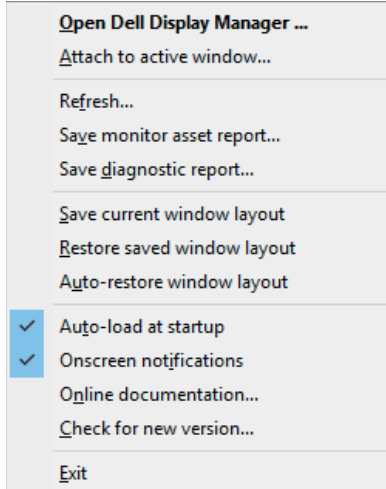 Open Dell Display Manager ...
Attach to active window...
Refresh...
Save monitor asset report...
Save diagnostic report...
Save current window layout
Restore saved window layout
Auto-restore window layout
Auto-load at startup
Onscreen notifications
Online documentation...
Check for new version...
Exit